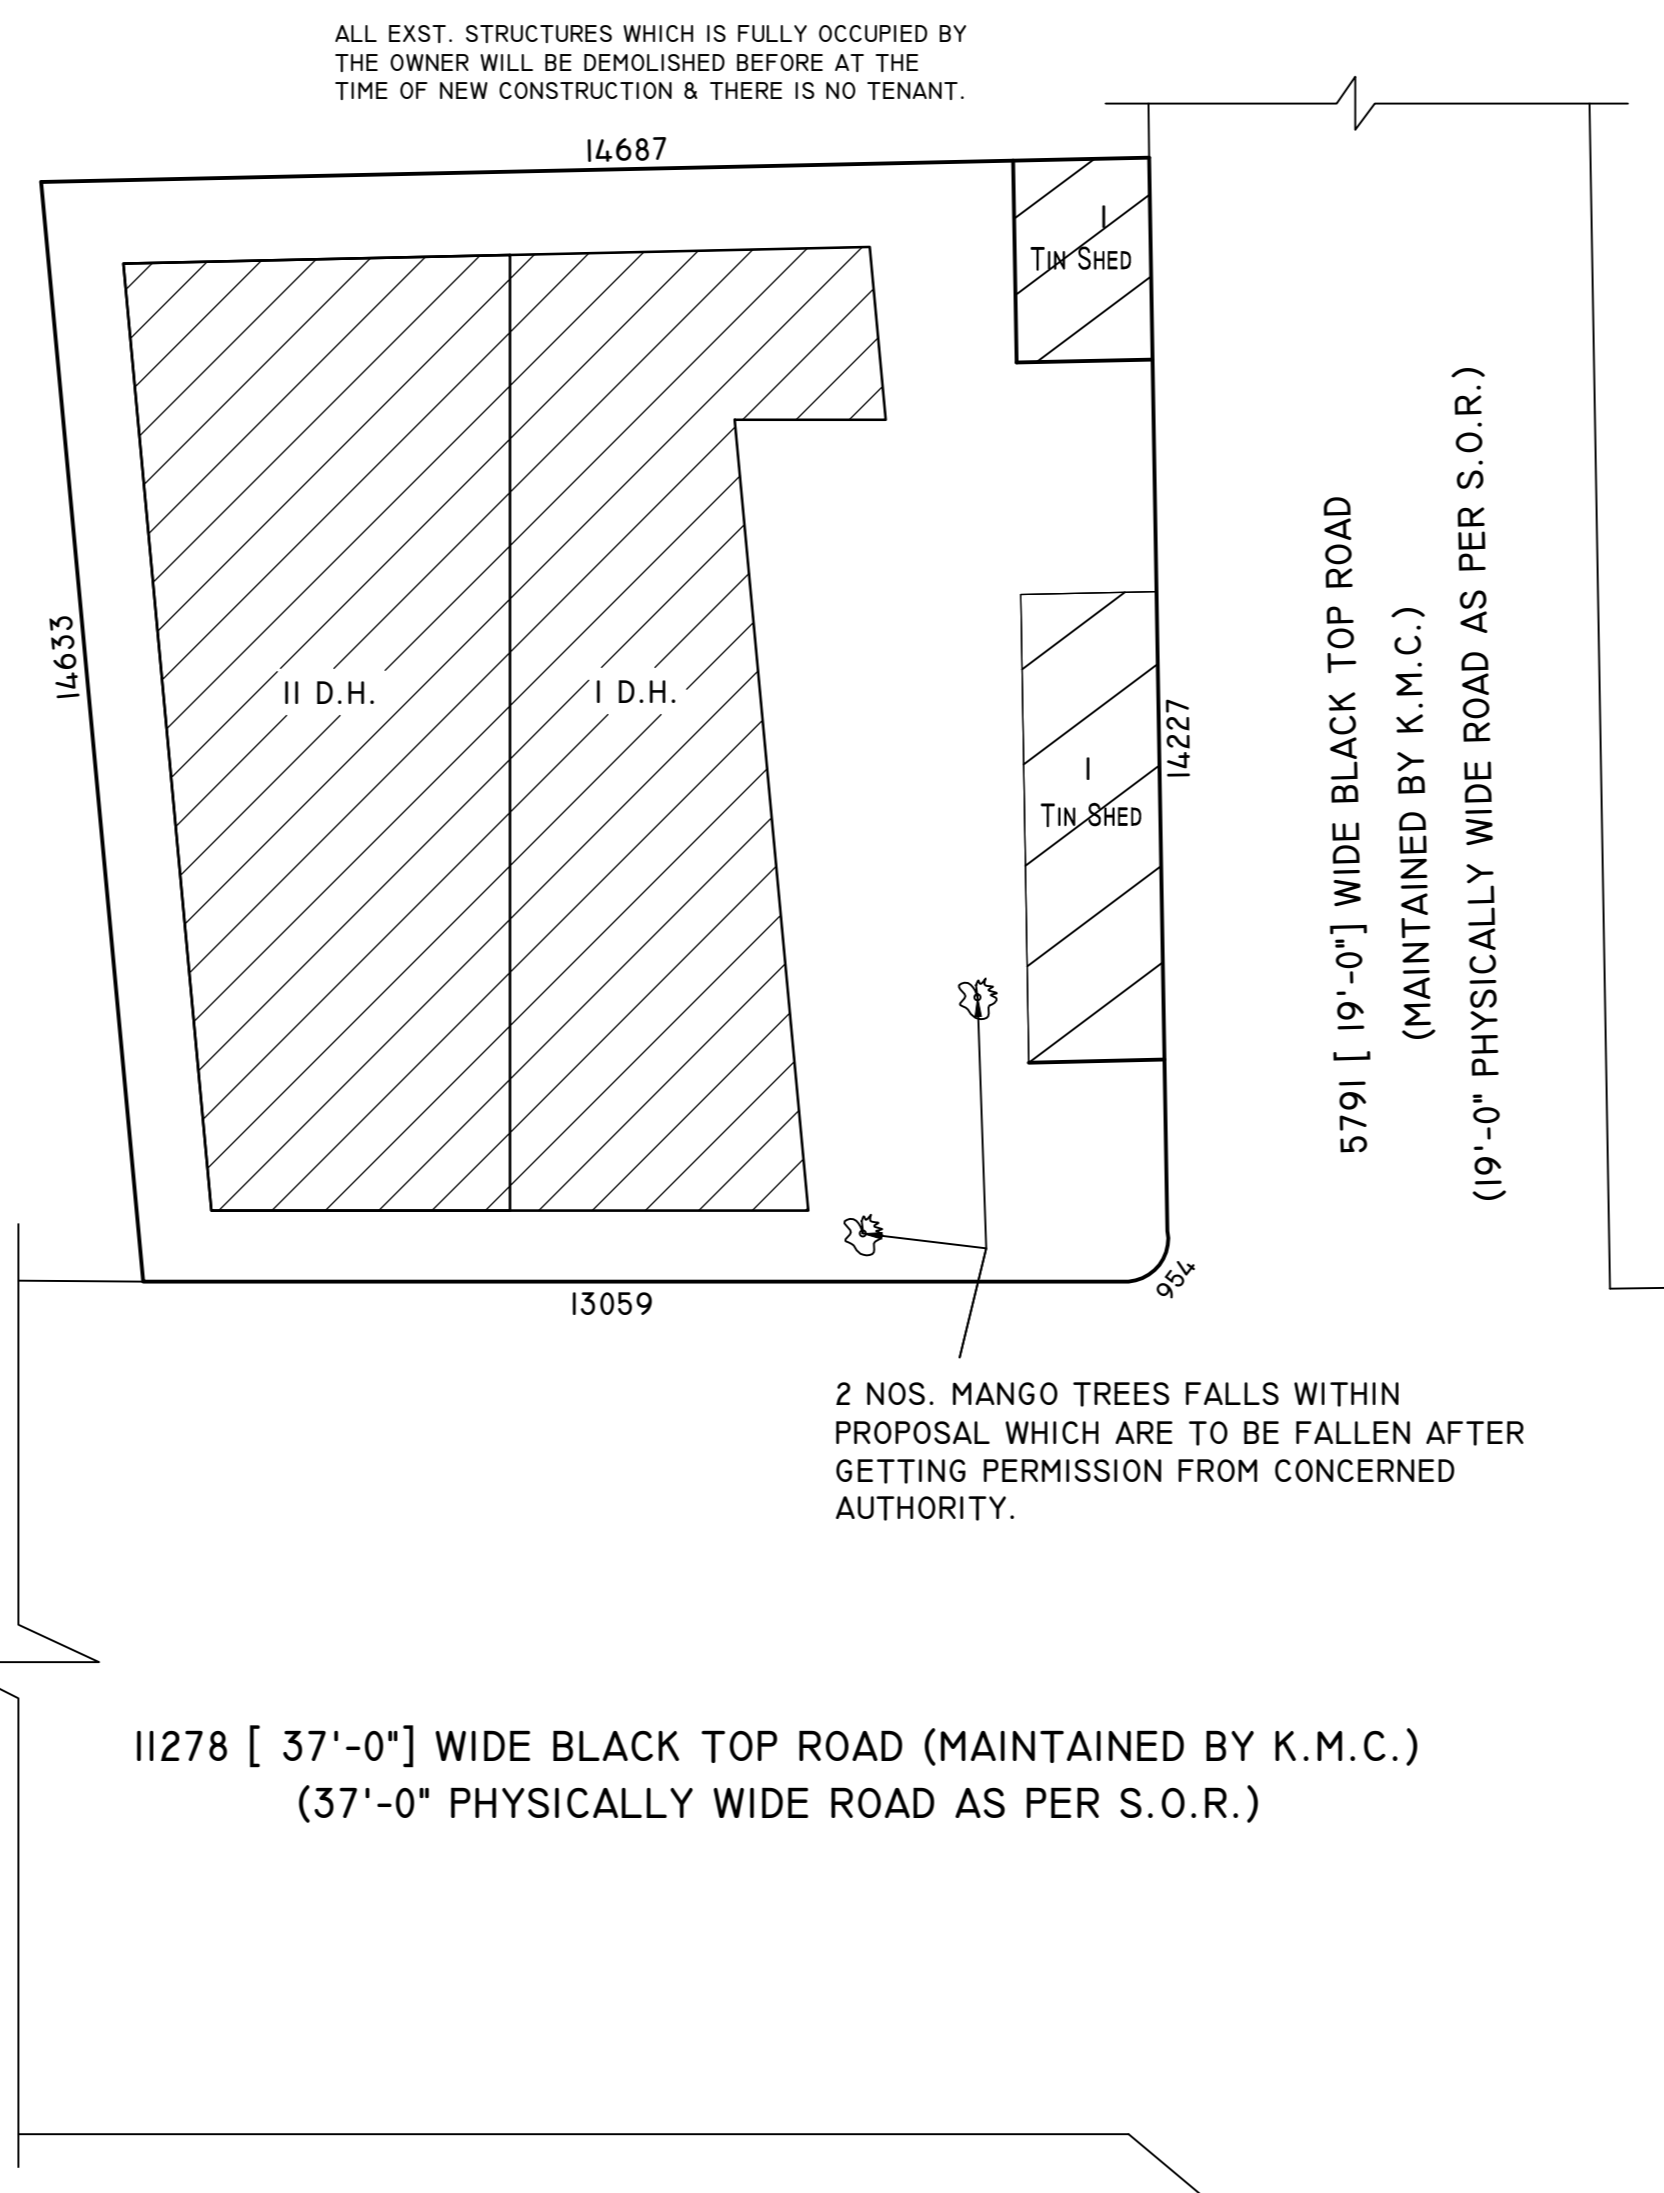 ALL EXST. STRUCTURES WHICH IS FULLY OCCUPIED BY
THE OWNER WILL BE DEMOLISHED BEFORE AT THE
TIME OF NEW CONSTRUCTION & THERE IS NO TENANT.
14687
I
TIN SHED
14633
II D.H.
I D.H.
14227
I
TIN SHED
5791 [ 19'-0"] WIDE BLACK TOP ROAD
(MAINTAINED BY K.M.C.)
(19'-0" PHYSICALLY WIDE ROAD AS PER S.O.R.)
954
13059
2 NOS. MANGO TREES FALLS WITHIN
PROPOSAL WHICH ARE TO BE FALLEN AFTER
GETTING PERMISSION FROM CONCERNED
AUTHORITY.
11278 [ 37'-0"] WIDE BLACK TOP ROAD (MAINTAINED BY K.M.C.)
(37'-0" PHYSICALLY WIDE ROAD AS PER S.O.R.)